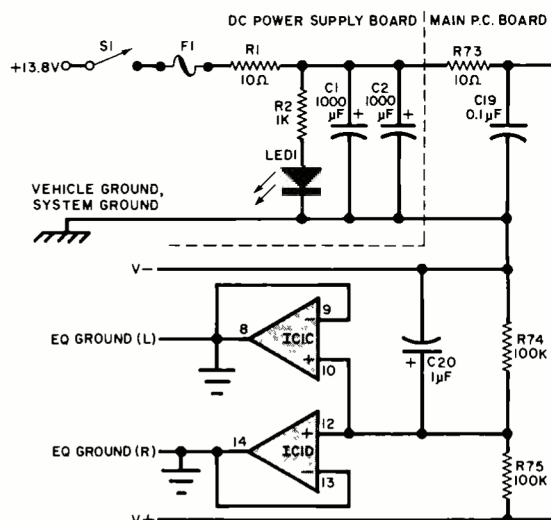 DC POWER SUPPLY BOARD
MAIN P.C. BOARD
+13.8V
S1
F1
R1
10Ω
R73
10Ω
R2
1K
C1
1000
µF
+
C2
1000
µF
+
C19
0.1µF
LED1
VEHICLE GROUND,
SYSTEM GROUND
V–
EQ GROUND (L)
8
9
–
IC1C
+
10
C20
1µF
+
R74
100K
EQ GROUND (R)
14
12
+
IC1D
–
13
R75
100K
V+